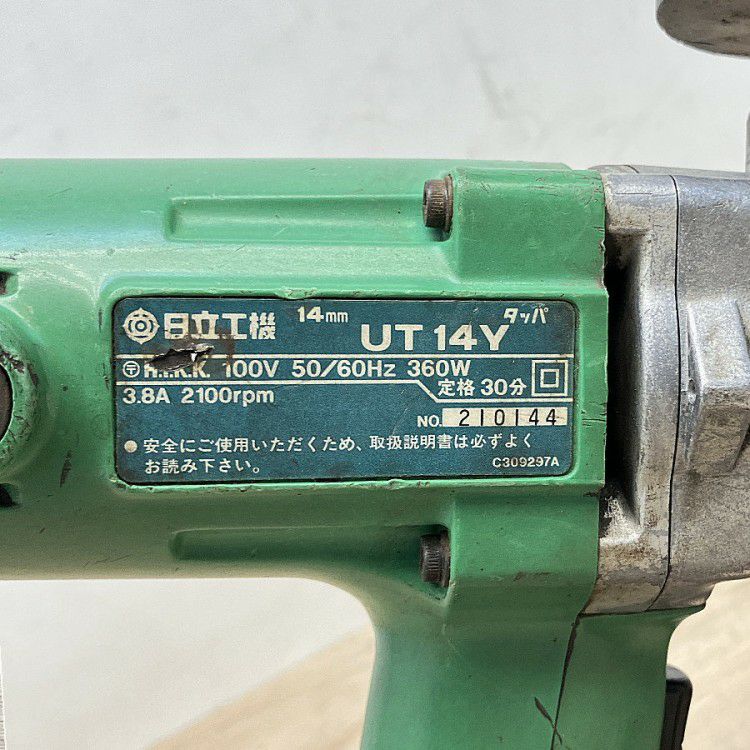 日立工機 14mm UT 14Y タッパ
〒 H.K.K. 100V 50/60Hz 360W
3.8A 2100rpm 定格 30分
NO. 210144
● 安全にご使用いただくため、取扱説明書は必ずよく
お読み下さい。
C309297A